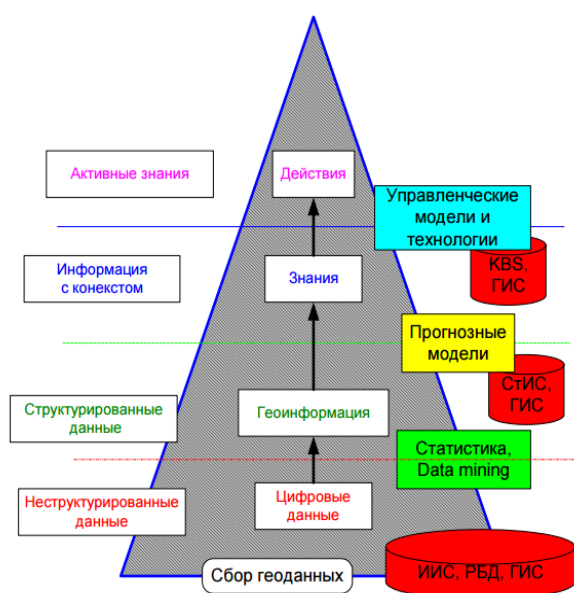 Активные знания
Действия
Управленческие
модели и
технологии
KBS,
ГИС
Информация
с конекстом
Знания
Прогнозные
модели
СтИС,
ГИС
Структурированные
данные
Геоинформация
Статистика,
Data mining
Неструктурированные
данные
Цифровые
данные
Сбор геоданных
ИИС, РБД, ГИС